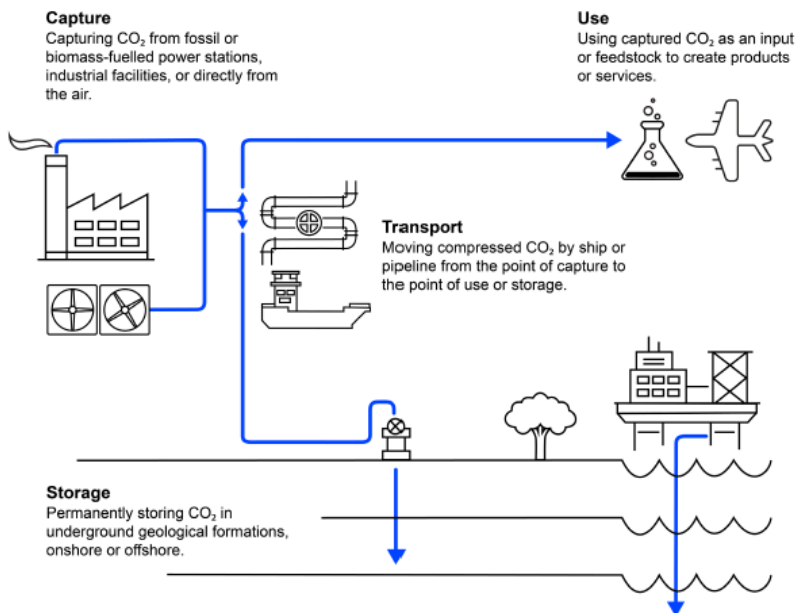 Capture
Capturing CO₂ from fossil or
biomass-fuelled power stations,
industrial facilities, or directly from
the air.
Use
Using captured CO₂ as an input
or feedstock to create products
or services.
Transport
Moving compressed CO₂ by ship or
pipeline from the point of capture to
the point of use or storage.
Storage
Permanently storing CO₂ in
underground geological formations,
onshore or offshore.